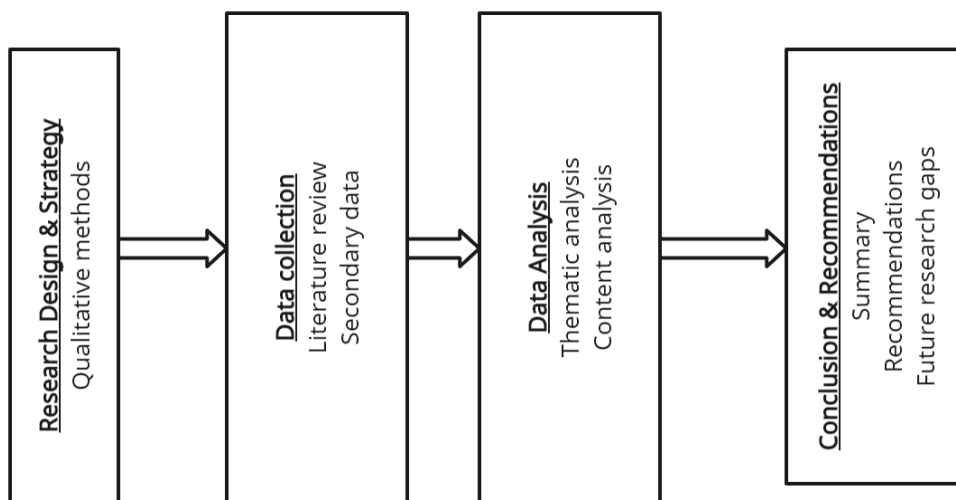 Research Design & Strategy
Qualitative methods
Data collection
Literature review
Secondary data
Data Analysis
Thematic analysis
Content analysis
Conclusion & Recommendations
Summary
Recommendations
Future research gaps